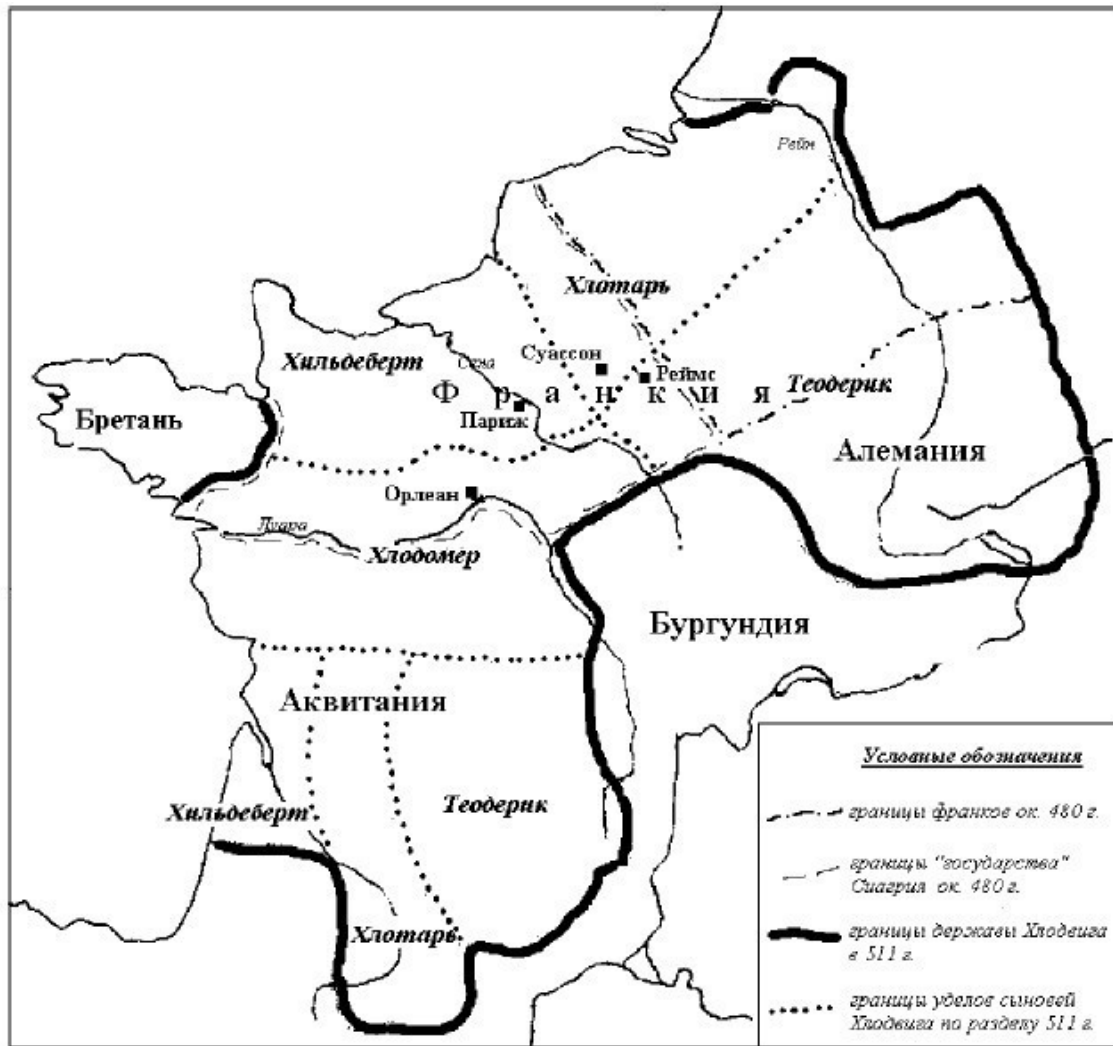 Рейн
Хлотарь
Хильдеберт
Сена
Суассон
Реймс
Франкия
Теодерик
Бретань
Париж
Алемания
Орлеан
Луара
Хлодомер
Бургундия
Аквитания
Хильдеберт
Теодерик
Хлотарь
Условные обозначения
границы франков ок. 480 г.
границы "государства"
Сиагрия ок. 480 г.
границы державы Хлодвига
в 511 г.
границы уделов сыновей
Хлодвига по разделу 511 г.